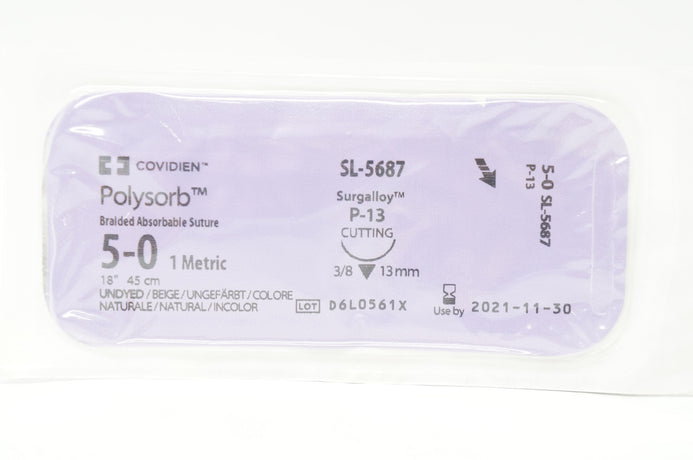 COVIDIEN™
Polysorb™
Braided Absorbable Suture
5-0 1 Metric
18" 45 cm
UNDYED / BEIGE / UNGEFÄRBT / COLORE
NATURALE / NATURAL / INCOLOR
SL-5687
Surgalloy™
P-13
CUTTING
3/8 13mm
LOT D6L0561X
Use by 2021-11-30
5-0 SL-5687
P-13